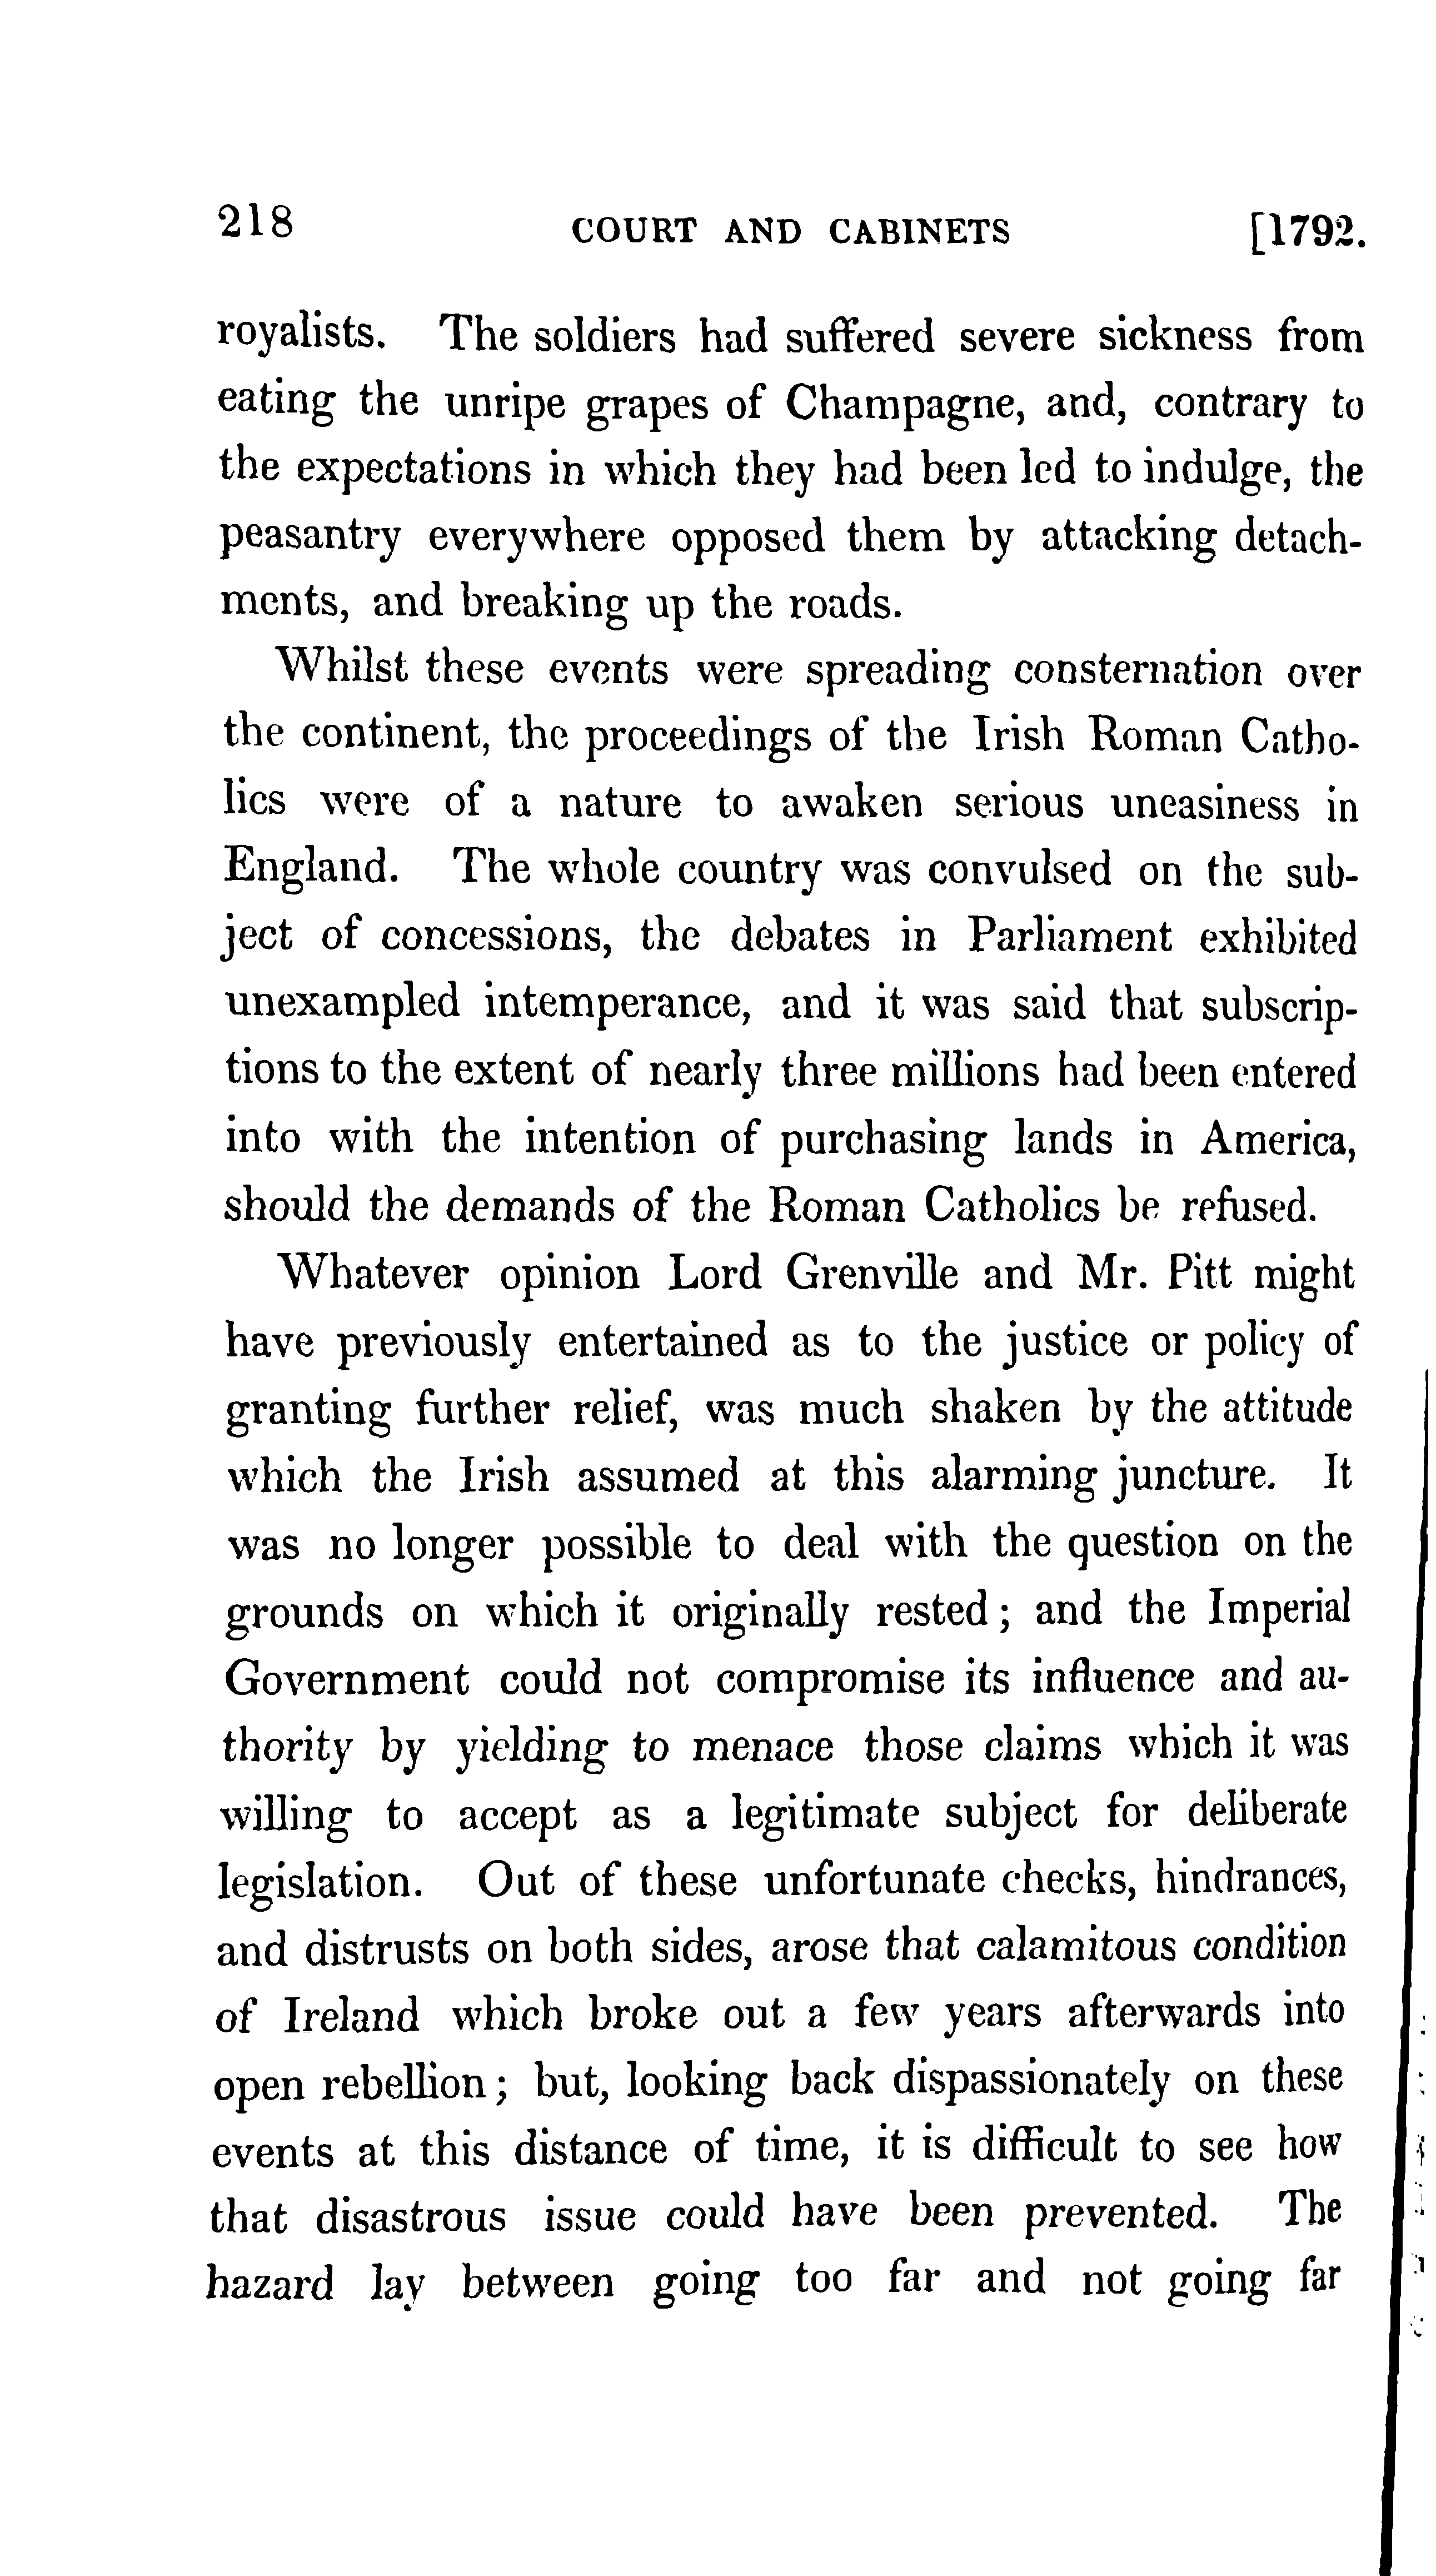 218 COURT AND CABINETS [1792.
royalists. The soldiers had suffered severe sickness from
eating the unripe grapes of Champagne, and, contrary to
the expectations in which they had been led to indulge, the
peasantry everywhere opposed them by attacking detach-
ments, and breaking up the roads.
Whilst these events were spreading consternation over
the continent, the proceedings of the Irish Roman Catho-
lics were of a nature to awaken serious uneasiness in
England. The whole country was convulsed on the sub-
ject of concessions, the debates in Parliament exhibited
unexampled intemperance, and it was said that subscrip-
tions to the extent of nearly three millions had been entered
into with the intention of purchasing lands in America,
should the demands of the Roman Catholics be refused.
Whatever opinion Lord Grenville and Mr. Pitt might
have previously entertained as to the justice or policy of
granting further relief, was much shaken by the attitude
which the Irish assumed at this alarming juncture. It
was no longer possible to deal with the question on the
grounds on which it originally rested; and the Imperial
Government could not compromise its influence and au-
thority by yielding to menace those claims which it was
willing to accept as a legitimate subject for deliberate
legislation. Out of these unfortunate checks, hindrances,
and distrusts on both sides, arose that calamitous condition
of Ireland which broke out a few years afterwards into
open rebellion; but, looking back dispassionately on these
events at this distance of time, it is difficult to see how
that disastrous issue could have been prevented. The
hazard lay between going too far and not going far